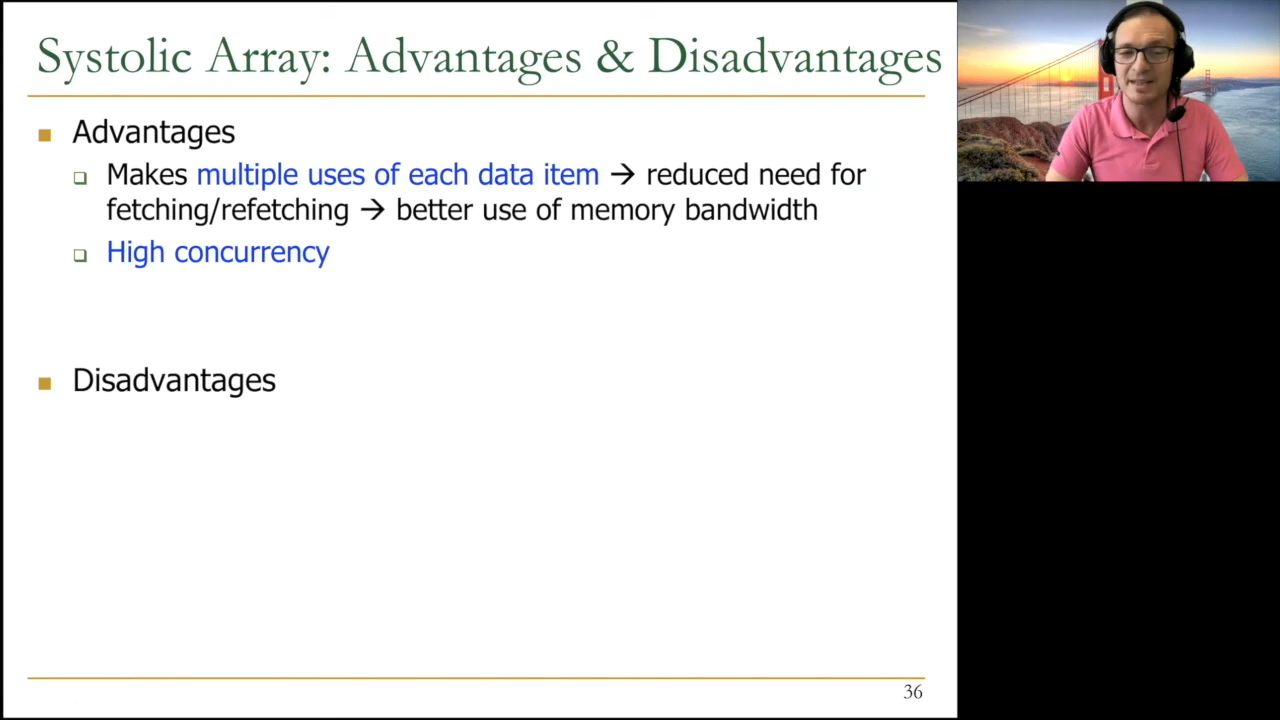 Systolic Array: Advantages & Disadvantages
Advantages
Makes multiple uses of each data item → reduced need for
fetching/refetching → better use of memory bandwidth
High concurrency
Disadvantages
36